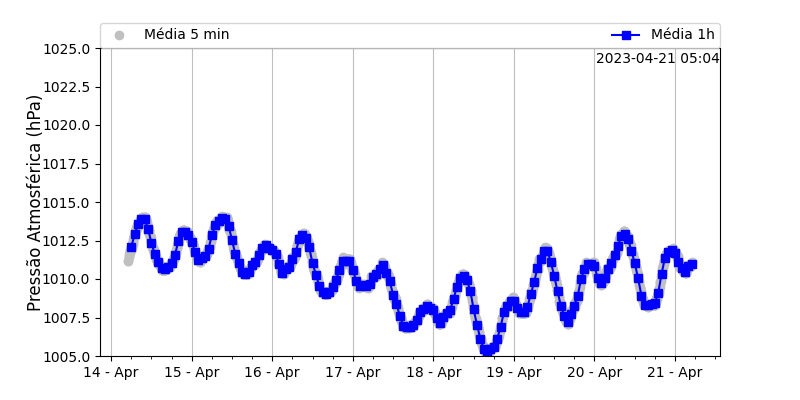 Média 5 min
Média 1h
2023-04-21 05:04
Pressão Atmosférica (hPa)
1025.0
1022.5
1020.0
1017.5
1015.0
1012.5
1010.0
1007.5
1005.0
14 - Apr
15 - Apr
16 - Apr
17 - Apr
18 - Apr
19 - Apr
20 - Apr
21 - Apr